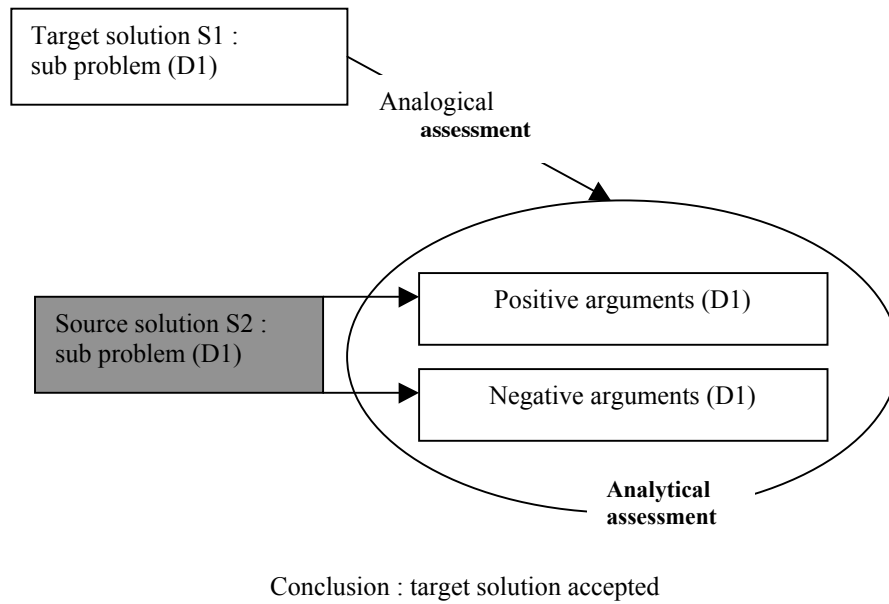 Target solution S1 :
sub problem (D1)
Analogical
assessment
Positive arguments (D1)
Source solution S2 :
sub problem (D1)
Negative arguments (D1)
Analytical
assessment
Conclusion : target solution accepted